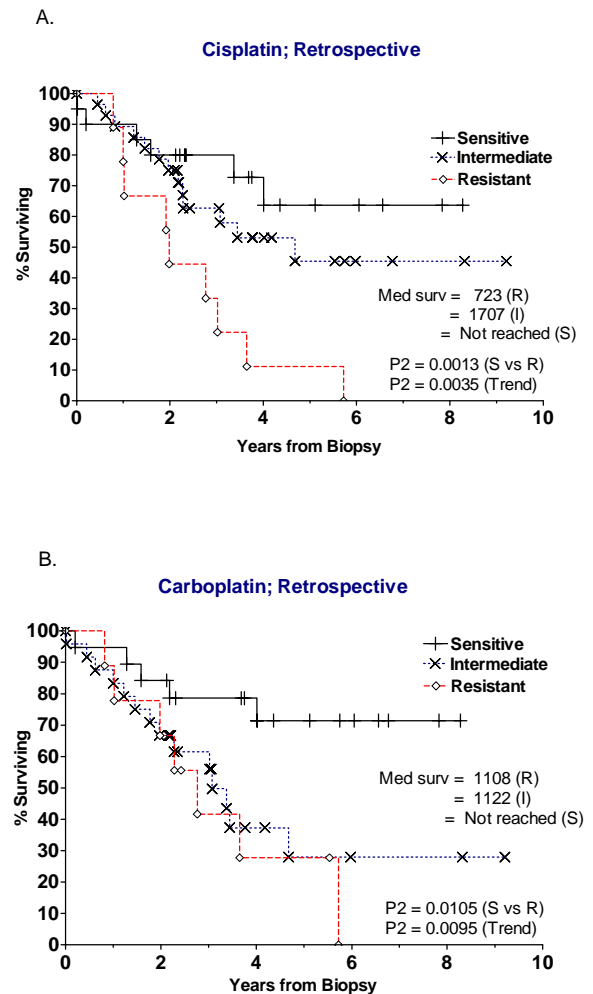 A.
Cisplatin; Retrospective
100
90
80
70
60
50
40
30
20
10
0
% Surviving
Sensitive
Intermediate
Resistant
Med surv = 723 (R)
= 1707 (I)
= Not reached (S)
P2 = 0.0013 (S vs R)
P2 = 0.0035 (Trend)
0 2 4 6 8 10
Years from Biopsy
B.
Carboplatin; Retrospective
100
90
80
70
60
50
40
30
20
10
0
% Surviving
Sensitive
Intermediate
Resistant
Med surv = 1108 (R)
= 1122 (I)
= Not reached (S)
P2 = 0.0105 (S vs R)
P2 = 0.0095 (Trend)
0 2 4 6 8 10
Years from Biopsy